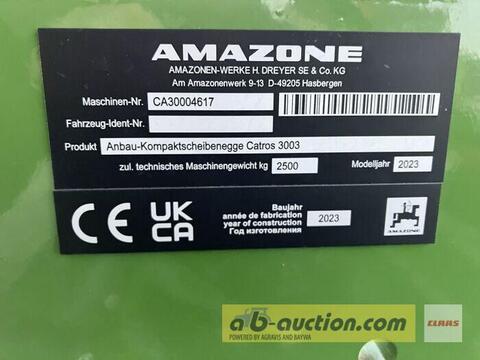 AMAZONE
AMAZONEN-WERKE H. DREYER SE & Co. KG
Am Amazonenwerk 9-13 D-49205 Hasbergen
Maschinen-Nr. CA30004617
Fahrzeug-Ident-Nr.
Produkt Anbau-Kompaktscheibenegge Catros 3003
zul. technisches Maschinengewicht kg 2500 Modelljahr 2023
CE UK CA
Baujahr
année de fabrication
year of construction
Год изготовления
2023
AMAZONE
ab-auction.com
POWERED BY AGRAVIS AND BAYWA
CLAAS